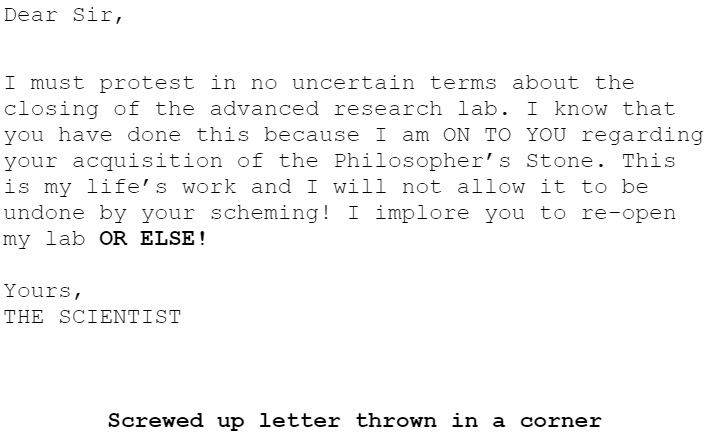 Dear Sir,
I must protest in no uncertain terms about the
closing of the advanced research lab. I know that
you have done this because I am ON TO YOU regarding
your acquisition of the Philosopher’s Stone. This
is my life’s work and I will not allow it to be
undone by your scheming! I implore you to re-open
my lab OR ELSE!
Yours,
THE SCIENTIST
Screwed up letter thrown in a corner